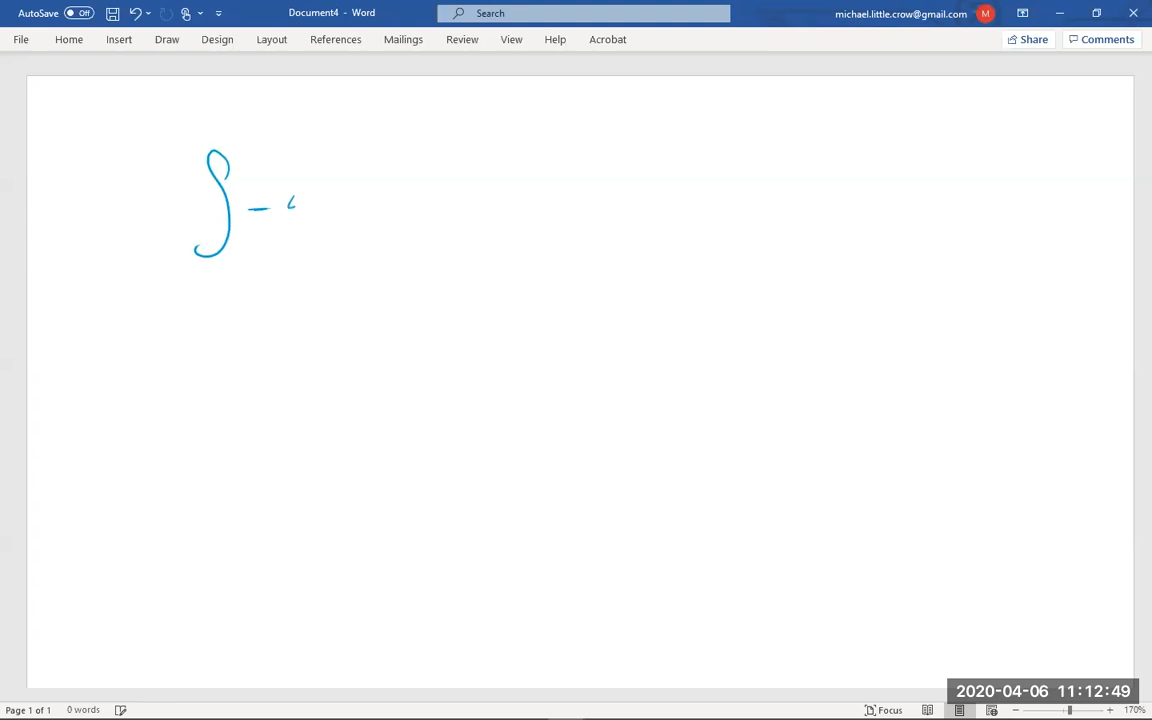 AutoSave Off Document4 - Word Search michael.little.crow@gmail.com M
File Home Insert Draw Design Layout References Mailings Review View Help Acrobat Share Comments
∫ -
2020-04-06 11:12:49
Page 1 of 1 0 words Focus 170%